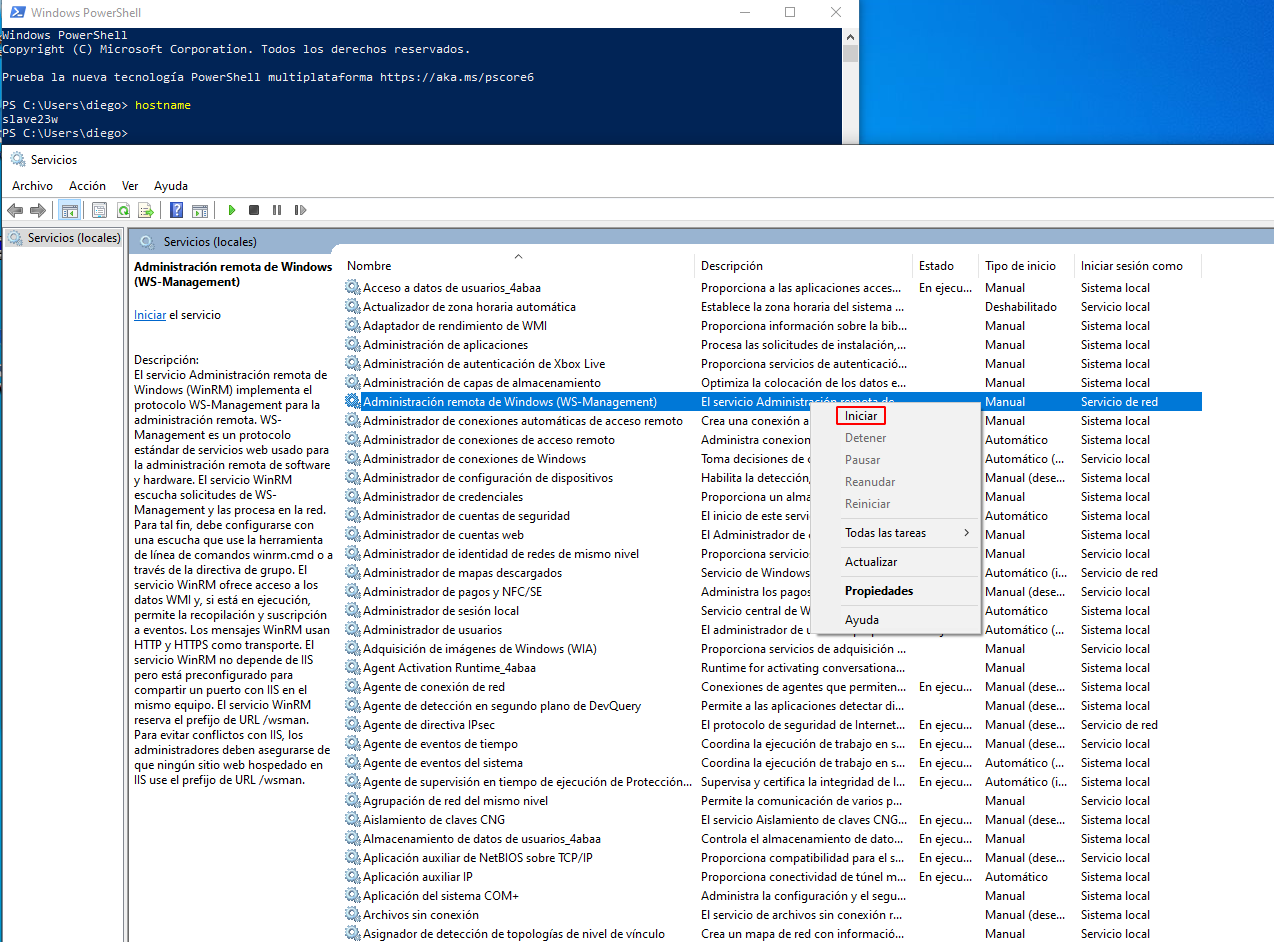 Windows PowerShell
Windows PowerShell
Copyright (C) Microsoft Corporation. Todos los derechos reservados.
Prueba la nueva tecnología PowerShell multiplataforma https://aka.ms/pscore6
PS C:\Users\diego> hostname
slave23w
PS C:\Users\diego>
Servicios
Archivo Acción Ver Ayuda
Servicios (locales)
Servicios (locales)
Administración remota de Windows
(WS-Management)
Iniciar el servicio
Descripción:
El servicio Administración remota de
Windows (WinRM) implementa el
protocolo WS-Management para la
administración remota. WS-
Management es un protocolo
estándar de servicios web usado para
la administración remota de software
y hardware. El servicio WinRM
escucha solicitudes de WS-
Management y las procesa en la red.
Para tal fin, debe configurarse con
una escucha que use la herramienta
de línea de comandos winrm.cmd o a
través de la directiva de grupo. El
servicio WinRM ofrece acceso a los
datos WMI y, si está en ejecución,
permite la recopilación y suscripción
a eventos. Los mensajes WinRM usan
HTTP y HTTPS como transporte. El
servicio WinRM no depende de IIS
pero está preconfigurado para
compartir un puerto con IIS en el
mismo equipo. El servicio WinRM
reserva el prefijo de URL /wsman.
Para evitar conflictos con IIS, los
administradores deben asegurarse de
que ningún sitio web hospedado en
IIS use el prefijo de URL /wsman.
Nombre Descripción Estado Tipo de inicio Iniciar sesión como
Acceso a datos de usuarios_4abaa Proporciona a las aplicaciones acces... En ejecu... Manual Sistema local
Actualizador de zona horaria automática Establece la zona horaria del sistema ... Deshabilitado Servicio local
Adaptador de rendimiento de WMI Proporciona información sobre la bib... Manual Sistema local
Administración de aplicaciones Procesa las solicitudes de instalación,... Manual Sistema local
Administración de autenticación de Xbox Live Proporciona servicios de autenticació... Manual Sistema local
Administración de capas de almacenamiento Optimiza la colocación de los datos e... Manual Sistema local
Administración remota de Windows (WS-Management) El servicio Administración remota de Manual Servicio de red
Administrador de conexiones automáticas de acceso remoto Crea una conexión a Manual Sistema local
Administrador de conexiones de acceso remoto Administra conexion Automático Sistema local
Administrador de conexiones de Windows Toma decisiones de c Automático (... Servicio local
Administrador de configuración de dispositivos Habilita la detección, Manual (dese... Sistema local
Administrador de credenciales Proporciona un alma Manual Sistema local
Administrador de cuentas de seguridad El inicio de este servi Automático Sistema local
Administrador de cuentas web El Administrador de Manual Sistema local
Administrador de identidad de redes de mismo nivel Proporciona servicio Manual Servicio local
Administrador de mapas descargados Servicio de Windows Automático (i... Servicio de red
Administrador de pagos y NFC/SE Administra los pagos Manual Servicio local
Administrador de sesión local Servicio central de W Automático Sistema local
Administrador de usuarios El administrador de u Automático (... Sistema local
Adquisición de imágenes de Windows (WIA) Proporciona servicios de adquisición ... Manual Servicio local
Agent Activation Runtime_4abaa Runtime for activating conversationa... Manual Sistema local
Agente de conexión de red Conexiones de agentes que permiten... En ejecu... Manual (dese... Sistema local
Agente de detección en segundo plano de DevQuery Permite a las aplicaciones detectar di... Manual (dese... Sistema local
Agente de directiva IPsec El protocolo de seguridad de Internet... En ejecu... Manual (dese... Servicio de red
Agente de eventos de tiempo Coordina la ejecución de trabajo en s... En ejecu... Manual (dese... Servicio local
Agente de eventos del sistema Coordina la ejecución de trabajo en s... En ejecu... Automático (... Sistema local
Agente de supervisión en tiempo de ejecución de Protección... Supervisa y certifica la integridad de l... En ejecu... Automático (i... Sistema local
Agrupación de red del mismo nivel Permite la comunicación de varios p... Manual Servicio local
Aislamiento de claves CNG El servicio Aislamiento de claves CNG... En ejecu... Manual (dese... Sistema local
Almacenamiento de datos de usuarios_4abaa Controla el almacenamiento de dato... En ejecu... Manual Sistema local
Aplicación auxiliar de NetBIOS sobre TCP/IP Proporciona compatibilidad para el s... En ejecu... Manual (dese... Servicio local
Aplicación auxiliar IP Proporciona conectividad de túnel m... En ejecu... Automático Sistema local
Aplicación del sistema COM+ Administra la configuración y el segu... Manual Sistema local
Archivos sin conexión El servicio de archivos sin conexión r... Manual (dese... Sistema local
Asignador de detección de topologías de nivel de vínculo Crea un mapa de red con informació... Manual Servicio local
Iniciar
Detener
Pausar
Reanudar
Reiniciar
Todas las tareas
Actualizar
Propiedades
Ayuda